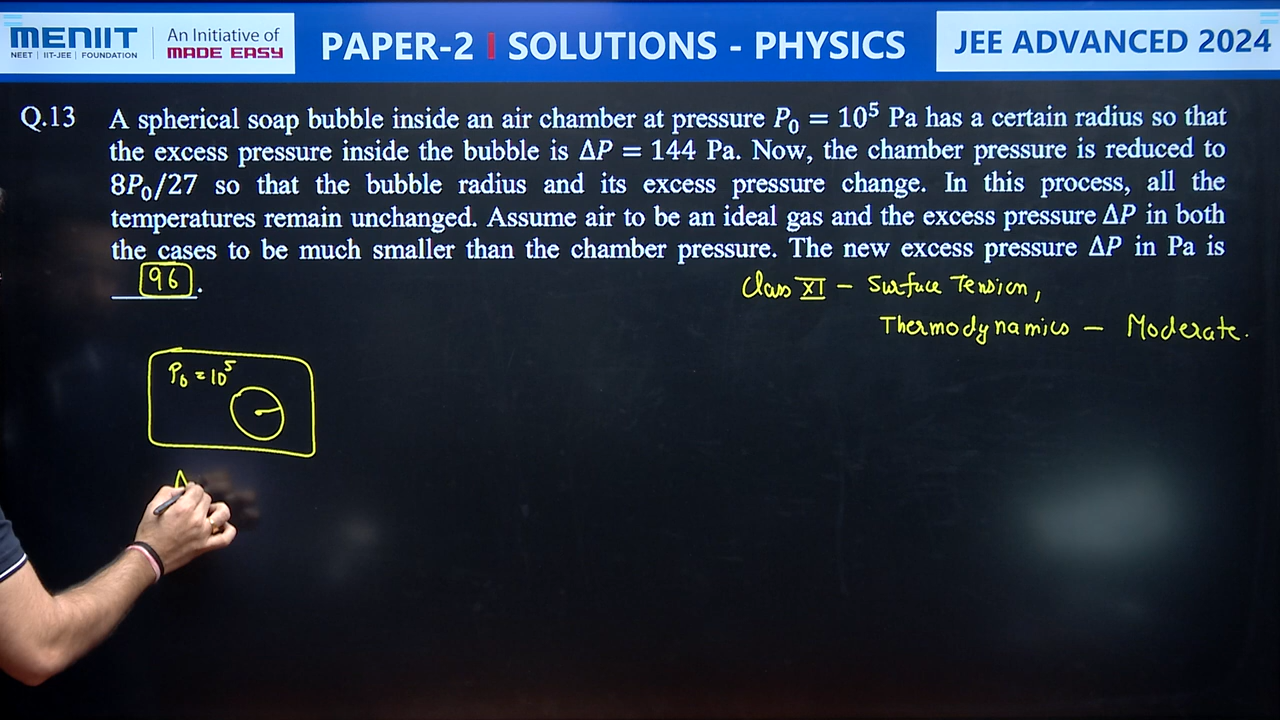 MENIIT
NEET | IIT-JEE | FOUNDATION
An Initiative of
MADE EASY
PAPER-2 | SOLUTIONS - PHYSICS
JEE ADVANCED 2024
Q.13 A spherical soap bubble inside an air chamber at pressure P₀ = 10⁵ Pa has a certain radius so that
the excess pressure inside the bubble is ΔP = 144 Pa. Now, the chamber pressure is reduced to
8P₀/27 so that the bubble radius and its excess pressure change. In this process, all the
temperatures remain unchanged. Assume air to be an ideal gas and the excess pressure ΔP in both
the cases to be much smaller than the chamber pressure. The new excess pressure ΔP in Pa is
96.
Class XI – Surface Tension,
Thermodynamics – Moderate.
P₀ = 10⁵